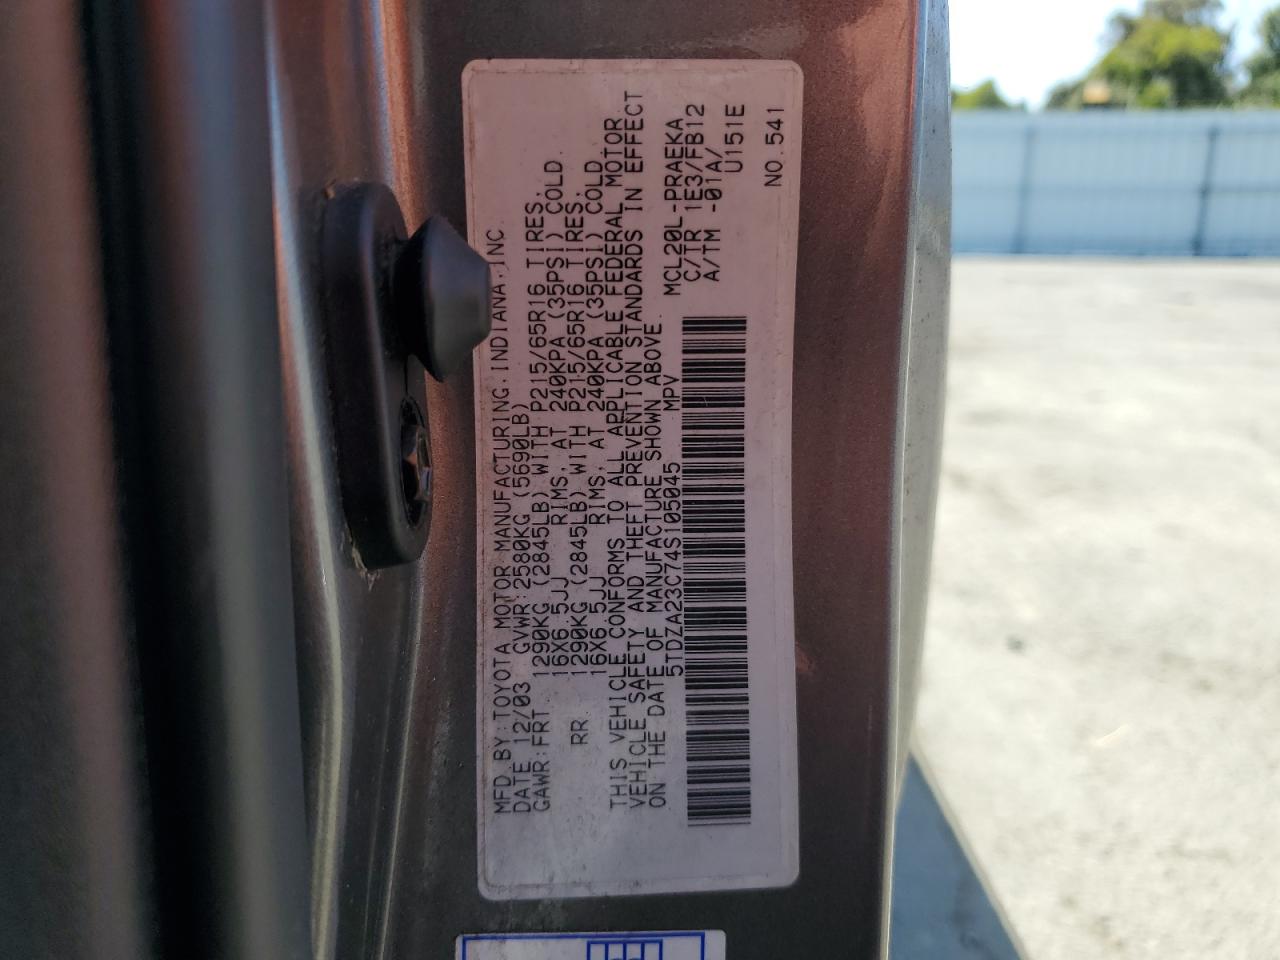 MFD. BY: TOYOTA MOTOR MANUFACTURING, INDIANA, INC.
DATE 12/03 GVWR: 2580KG (5690LB)
GAWR: FRT 1290KG (2845LB) WITH P215/65R16 TIRES,
16X6.5JJ RIMS, AT 240KPA (35PSI) COLD
RR 1290KG (2845LB) WITH P215/65R16 TIRES,
16X6.5JJ RIMS, AT 240KPA (35PSI) COLD
THIS VEHICLE CONFORMS TO ALL APPLICABLE FEDERAL MOTOR
VEHICLE SAFETY AND THEFT PREVENTION STANDARDS IN EFFECT
ON THE DATE OF MANUFACTURE SHOWN ABOVE.
5TDZA23C74S105045 MPV
MCL20L-PRAEKA
C/TR 1E3/FB12
A/TM -01A/
U151E
NO.541